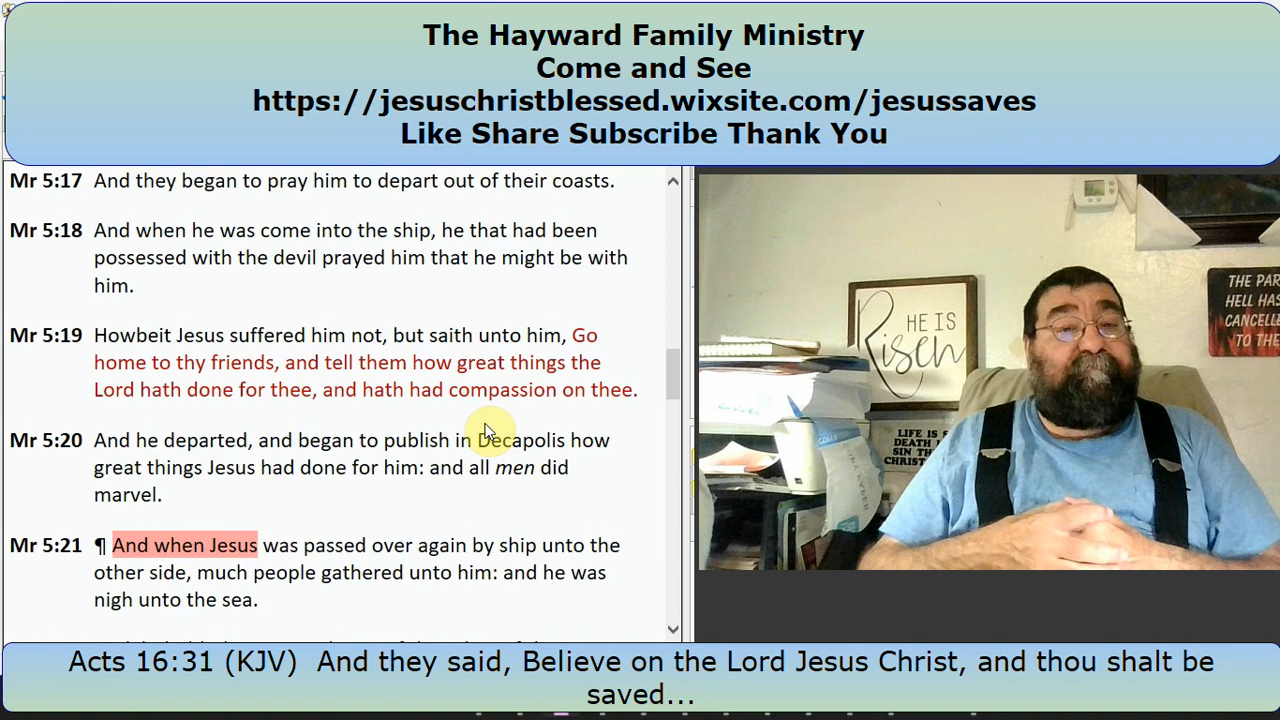 The Hayward Family Ministry
Come and See
https://jesuschristblessed.wixsite.com/jesussaves
Like Share Subscribe Thank You
Mr 5:17 And they began to pray him to depart out of their coasts.
Mr 5:18 And when he was come into the ship, he that had been
possessed with the devil prayed him that he might be with
him.
Mr 5:19 Howbeit Jesus suffered him not, but saith unto him, Go
home to thy friends, and tell them how great things the
Lord hath done for thee, and hath had compassion on thee.
Mr 5:20 And he departed, and began to publish in Decapolis how
great things Jesus had done for him: and all men did
marvel.
Mr 5:21 ¶ And when Jesus was passed over again by ship unto the
other side, much people gathered unto him: and he was
nigh unto the sea.
HE IS
Risen
THE PAR
HELL HAS
CANCELLE
TO THE
LIFE IS
DEATH
SIN TH
CHRIST
Acts 16:31 (KJV) And they said, Believe on the Lord Jesus Christ, and thou shalt be
saved...